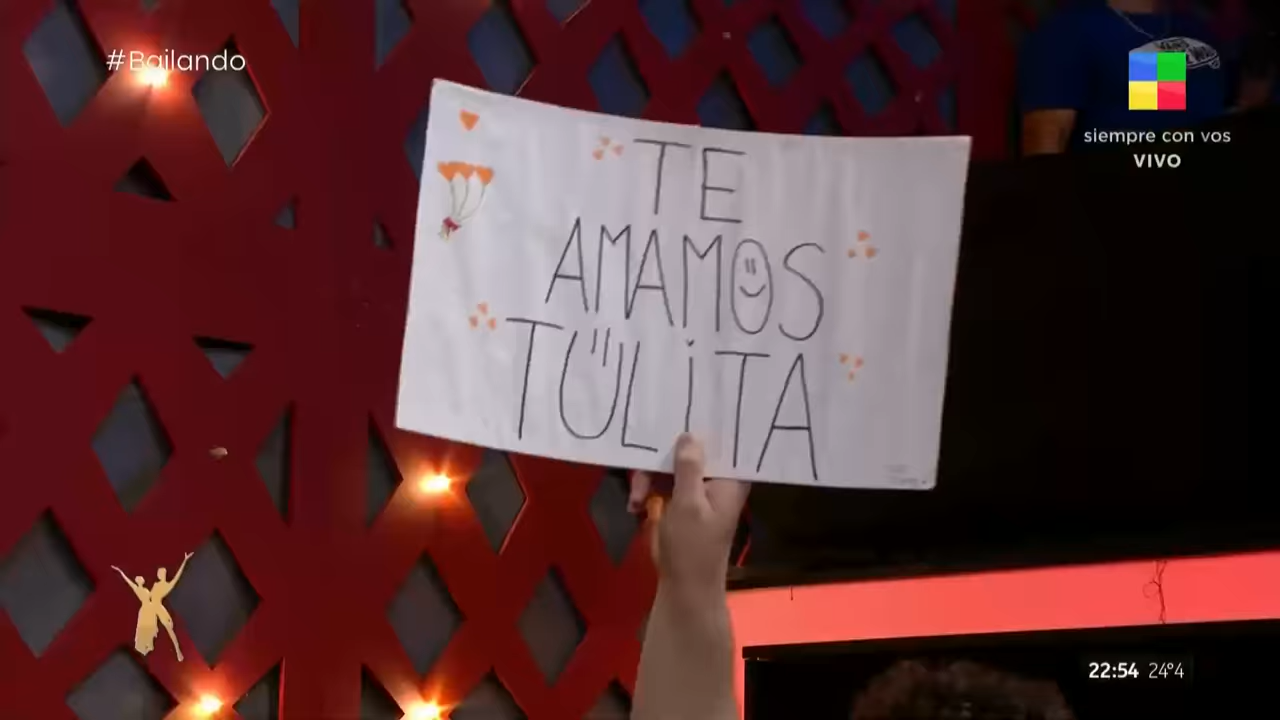 #Bailando
siempre con vos
VIVO
TE
AMAMOS
TÜLiTA
22:54 24°4